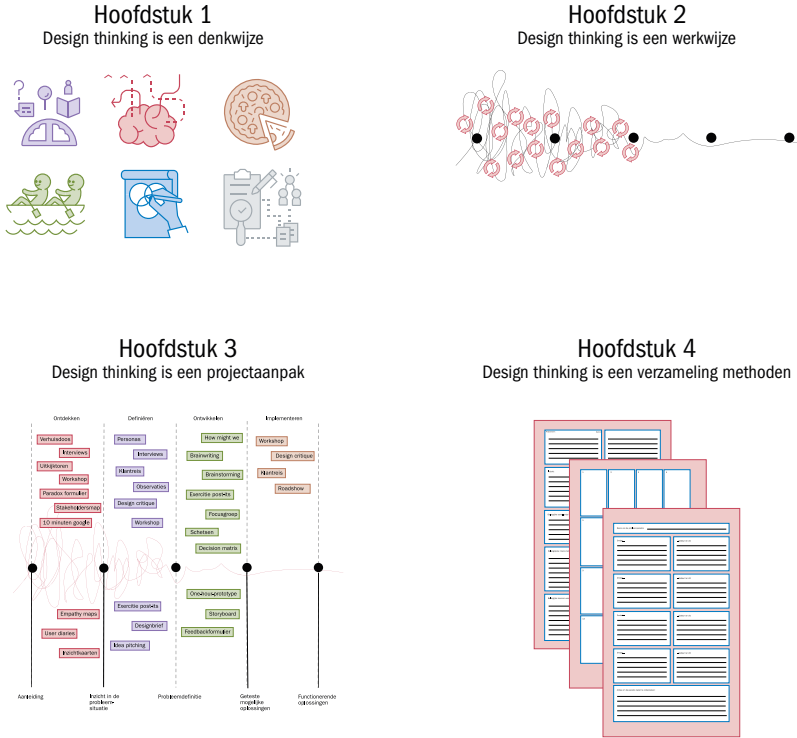 Hoofdstuk 1
Design thinking is een denkwijze
Hoofdstuk 2
Design thinking is een werkwijze
Hoofdstuk 3
Design thinking is een projectaanpak
Ontdekken
Definiëren
Ontwikkelen
Implementeren
Verhuisdoos
Interviews
Uitkijktoren
Workshop
Paradox formulier
Stakeholdersmap
10 minuten google
Personas
Interviews
Klantreis
Observaties
Design critique
Workshop
How might we
Brainwriting
Brainstorming
Exercitie post-its
Focusgroep
Schetsen
Decision matrix
Workshop
Design critique
Klantreis
Roadshow
Empathy maps
User diaries
Inzichtkaarten
Exercitie post-its
Designbrief
Idea pitching
One-hour-prototype
Storyboard
Feedbackformulier
Aanleiding
Inzicht in de
probleem-
situatie
Probleemdefinitie
Geteste
mogelijke
oplossingen
Functionerende
oplossingen
Hoofdstuk 4
Design thinking is een verzameling methoden